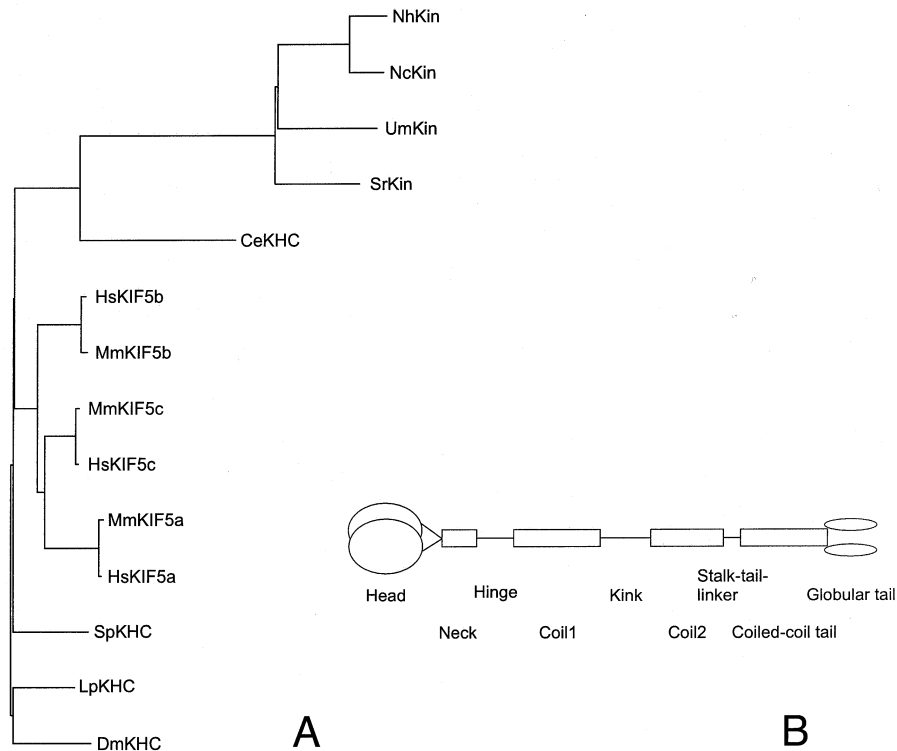 NhKin
NcKin
UmKin
SrKin
CeKHC
HsKIF5b
MmKIF5b
MmKIF5c
HsKIF5c
MmKIF5a
HsKIF5a
SpKHC
LpKHC
DmKHC
A
Head
Hinge
Kink
Stalk-tail-
linker
Globular tail
Neck
Coil1
Coil2
Coiled-coil tail
B